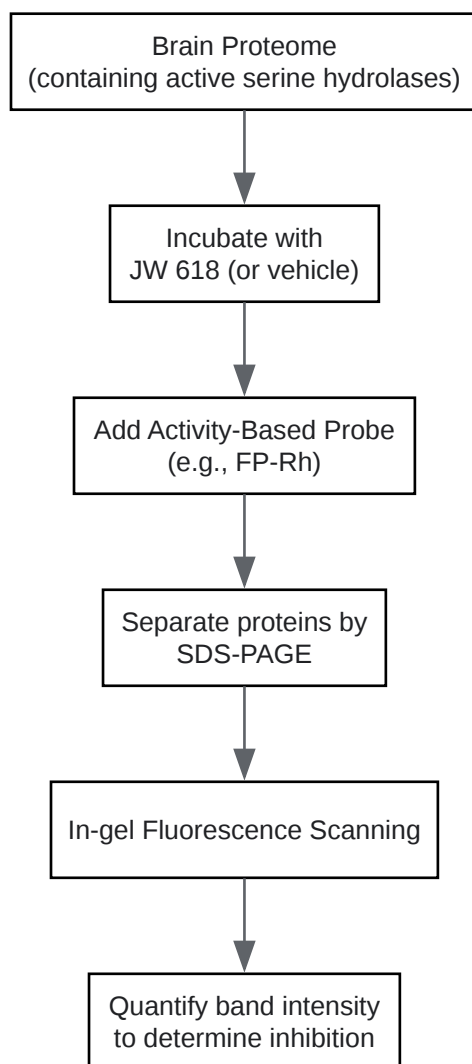 Brain Proteome
(containing active serine hydrolases)
Incubate with
JW 618 (or vehicle)
Add Activity-Based Probe
(e.g., FP-Rh)
Separate proteins by
SDS-PAGE
In-gel Fluorescence Scanning
Quantify band intensity
to determine inhibition